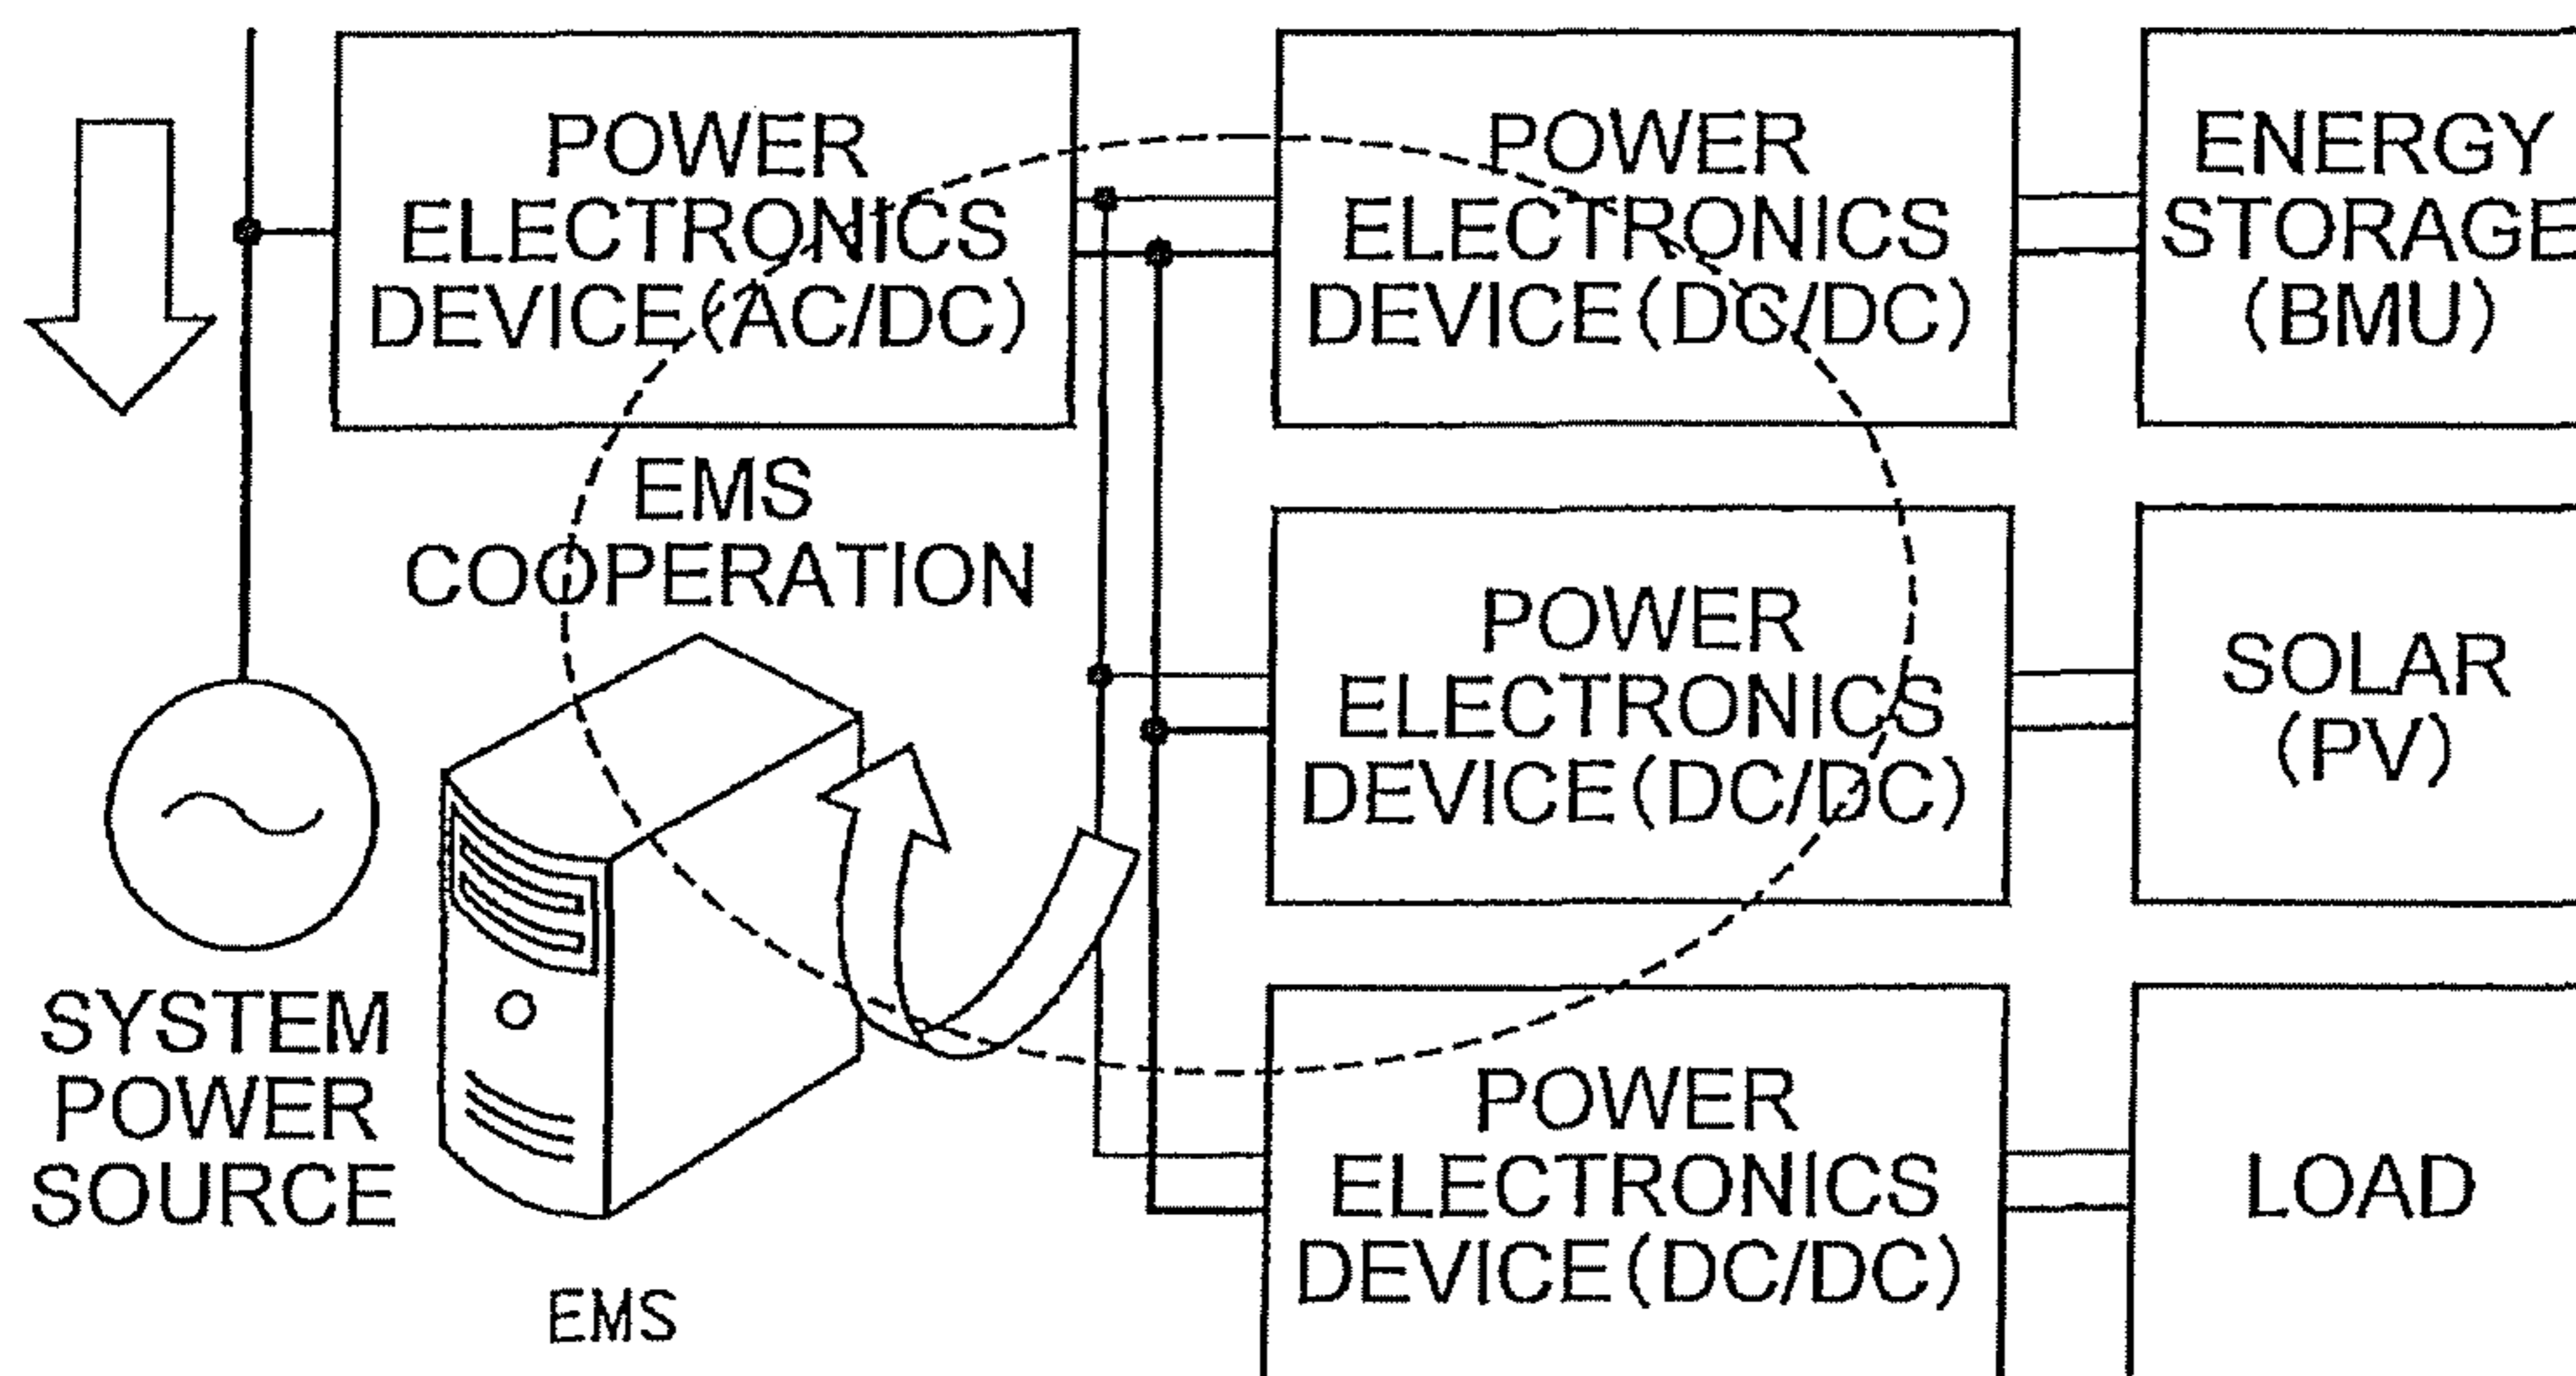 POWER
ELECTRONICS
DEVICE(AC/DC)
POWER
ELECTRONICS
DEVICE(DC/DC)
ENERGY
STORAGE
(BMU)
EMS
COOPERATION
POWER
ELECTRONICS
DEVICE(DC/DC)
SOLAR
(PV)
SYSTEM
POWER
SOURCE
EMS
POWER
ELECTRONICS
DEVICE(DC/DC)
LOAD